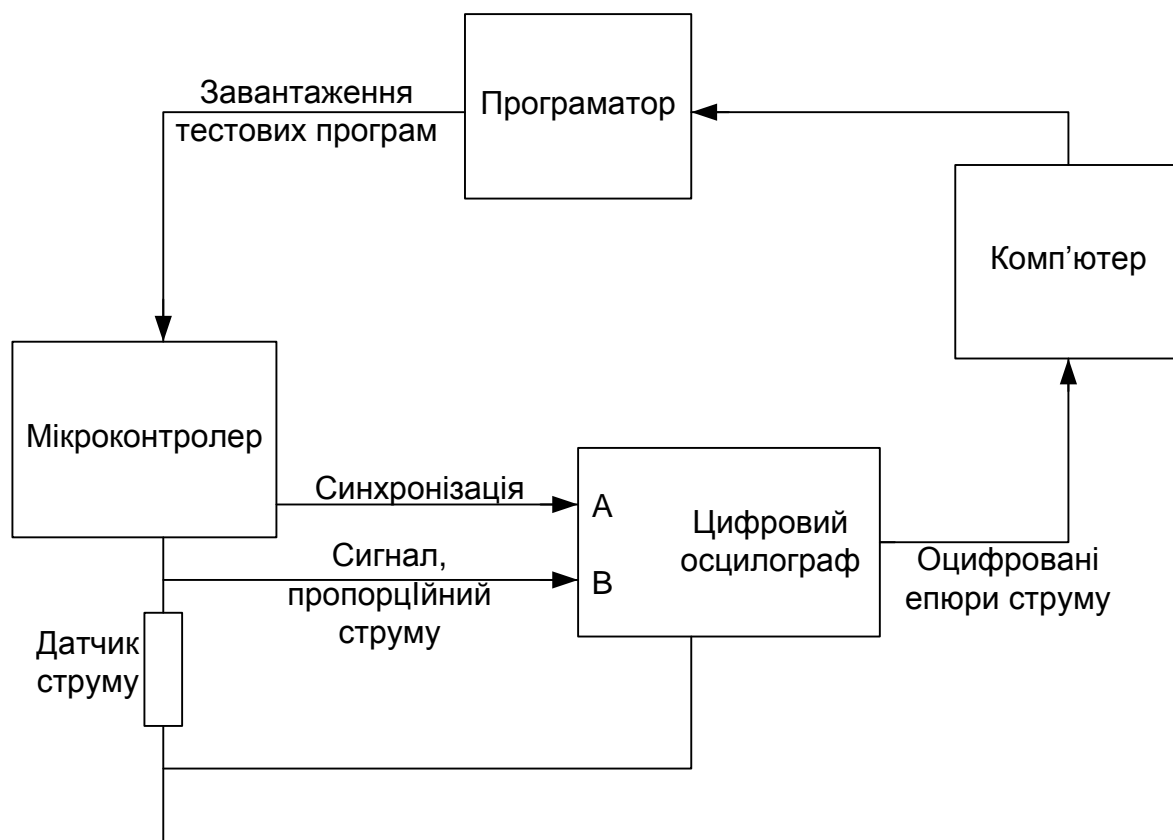 Завантаження
тестових програм
Програматор
Комп’ютер
Мікроконтролер
Синхронізація
A
Цифровий
осцилограф
Сигнал,
пропорцІйний
струму
B
Оцифровані
епюри струму
Датчик
струму